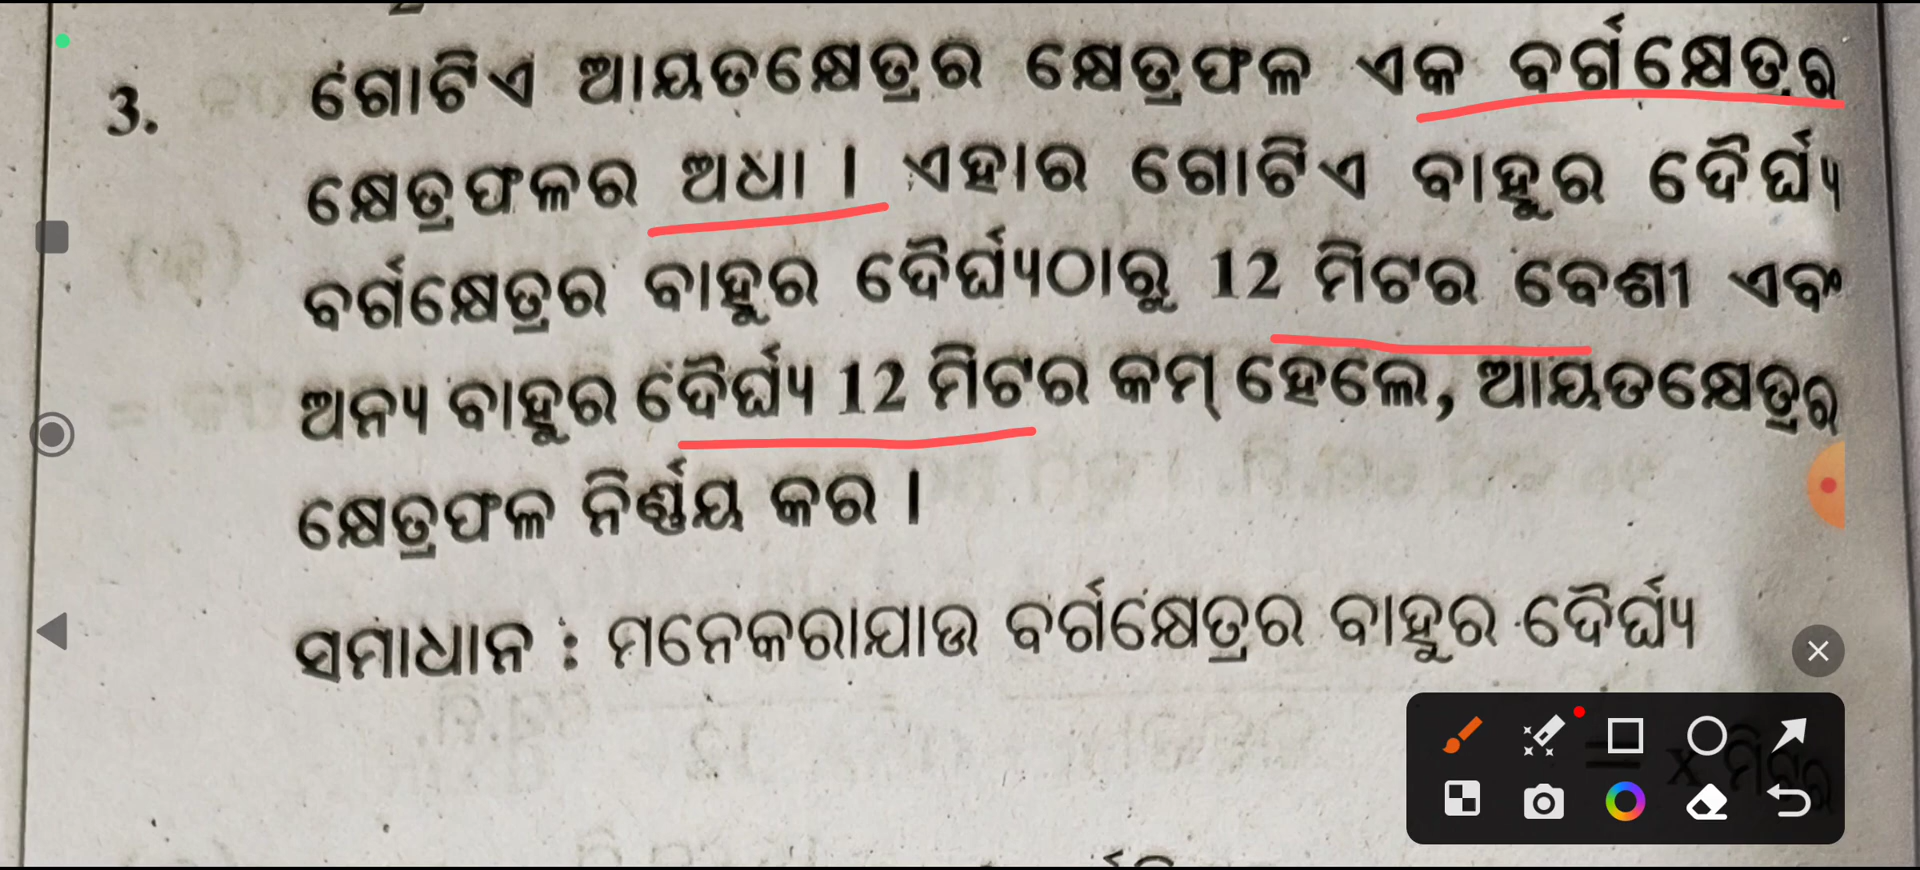 3. ଗୋଟିଏ ଆୟତକ୍ଷେତ୍ରର କ୍ଷେତ୍ରଫଳ ଏକ ବର୍ଗକ୍ଷେତ୍ରର
କ୍ଷେତ୍ରଫଳର ଅଧା । ଏହାର ଗୋଟିଏ ବାହୁର ଦୈର୍ଘ୍ୟ
ବର୍ଗକ୍ଷେତ୍ରର ବାହୁର ଦୈର୍ଘ୍ୟଠାରୁ 12 ମିଟର ବେଶୀ ଏବଂ
ଅନ୍ୟ ବାହୁର ଦୈର୍ଘ୍ୟ 12 ମିଟର କମ୍ ହେଲେ, ଆୟତକ୍ଷେତ୍ରର
କ୍ଷେତ୍ରଫଳ ନିର୍ଣ୍ଣୟ କର ।
ସମାଧାନ : ମନେକରାଯାଉ ବର୍ଗକ୍ଷେତ୍ରର ବାହୁର ଦୈର୍ଘ୍ୟ
= x ମିଟର